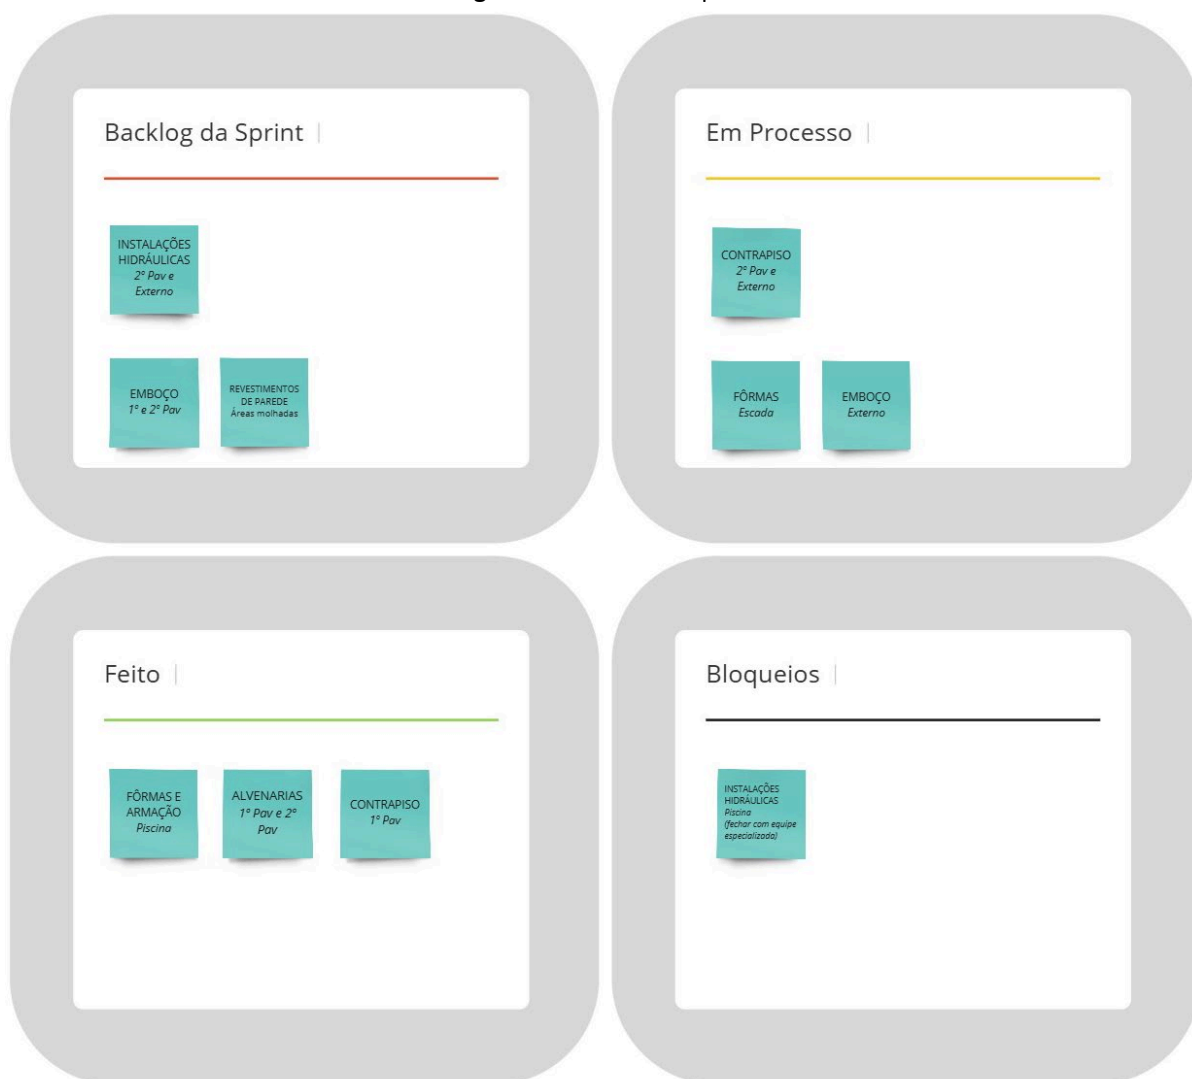 Backlog da Sprint
INSTALAÇÕES
HIDRÁULICAS
2º Pav e
Externo
EMBOÇO
1º e 2º Pav
REVESTIMENTOS
DE PAREDE
Áreas molhadas
Em Processo
CONTRAPISO
2º Pav e
Externo
FÔRMAS
Escada
EMBOÇO
Externo
Feito
FÔRMAS E
ARMAÇÃO
Piscina
ALVENARIAS
1º Pav e 2º
Pav
CONTRAPISO
1º Pav
Bloqueios
INSTALAÇÕES
HIDRÁULICAS
Piscina
(fechar com equipe
especializada)